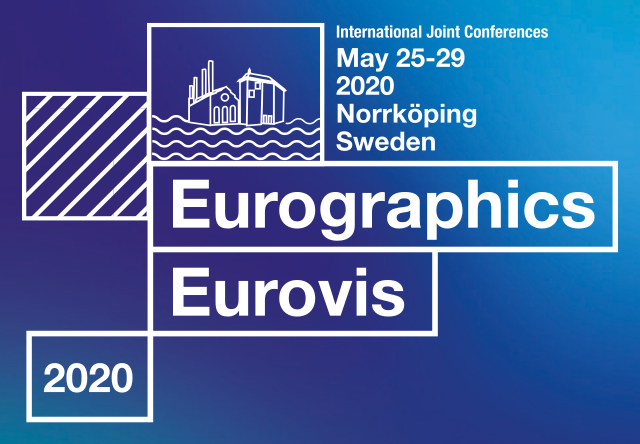 International Joint Conferences
May 25-29
2020
Norrköping
Sweden
Eurographics
Eurovis
2020